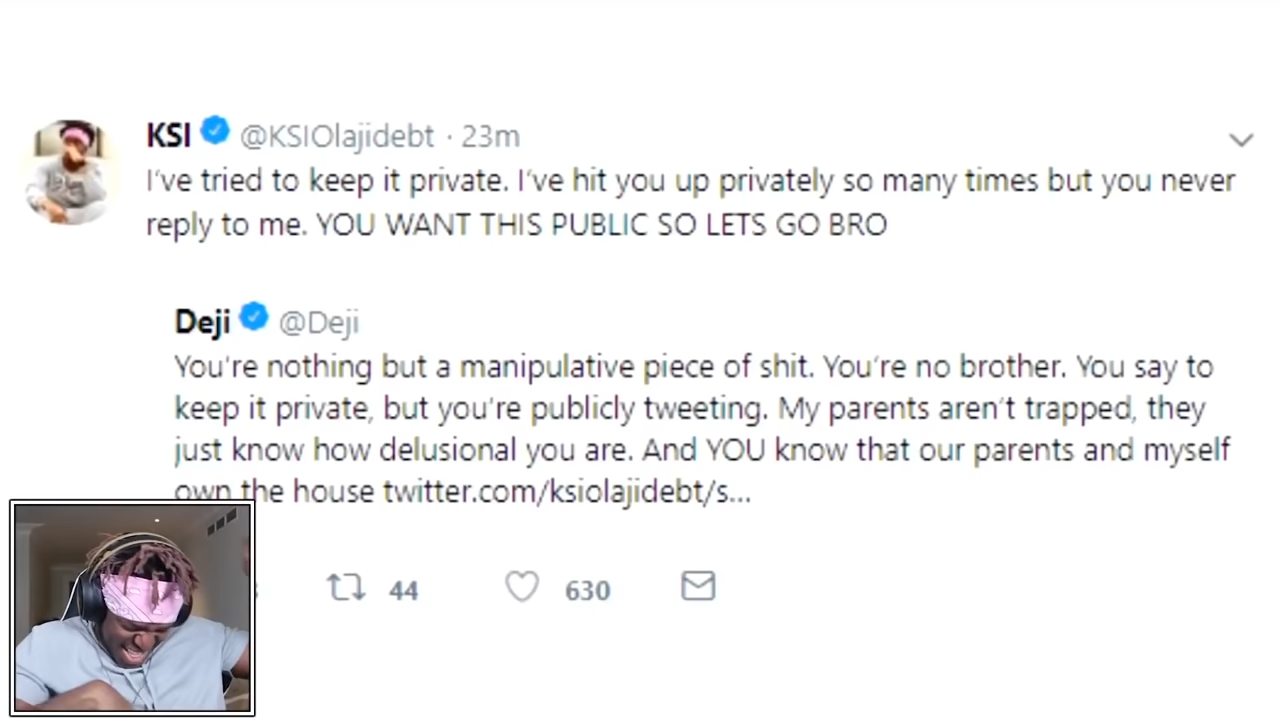 KSI @KSIOlajidebt · 23m
I've tried to keep it private. I've hit you up privately so many times but you never
reply to me. YOU WANT THIS PUBLIC SO LETS GO BRO
Deji @Deji
You're nothing but a manipulative piece of shit. You're no brother. You say to
keep it private, but you're publicly tweeting. My parents aren't trapped, they
just know how delusional you are. And YOU know that our parents and myself
own the house twitter.com/ksiolajidebt/s...
44 630